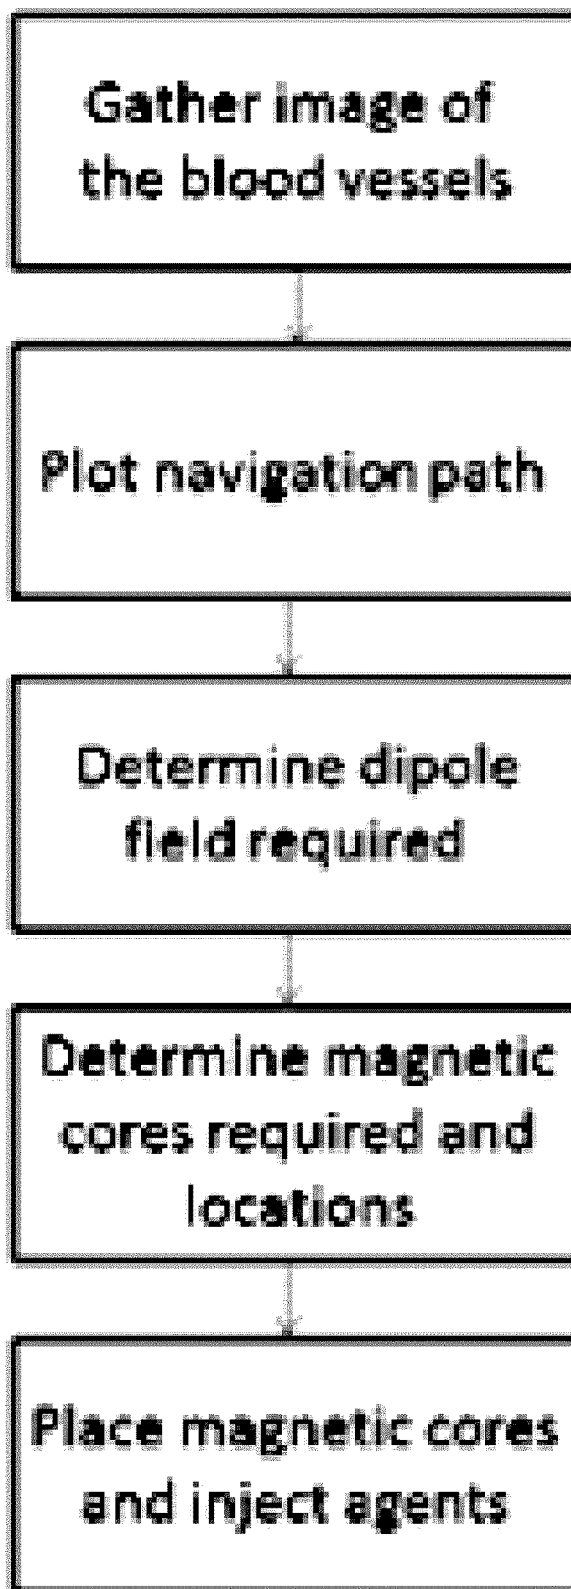 Gather image of
the blood vessels
Plot navigation path
Determine dipole
field required
Determine magnetic
cores required and
locations
Place magnetic cores
and inject agents